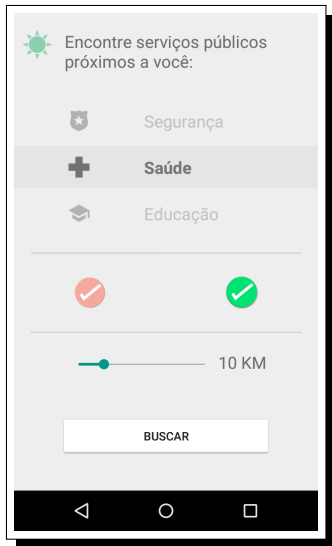 Encontre serviços públicos
próximos a você:
Segurança
Saúde
Educação
10 KM
BUSCAR